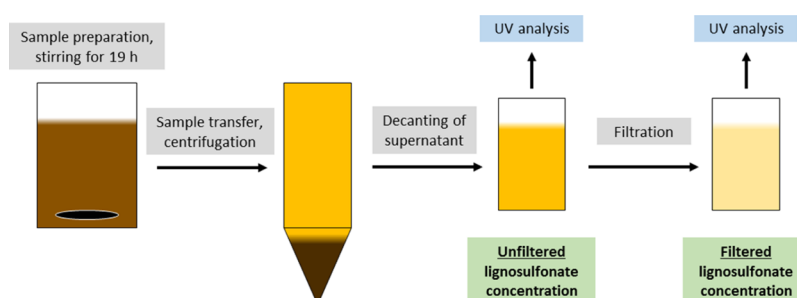 Sample preparation,
stirring for 19 h
Sample transfer,
centrifugation
Decanting of
supernatant
UV analysis
Filtration
UV analysis
Unfiltered
lignosulfonate
concentration
Filtered
lignosulfonate
concentration